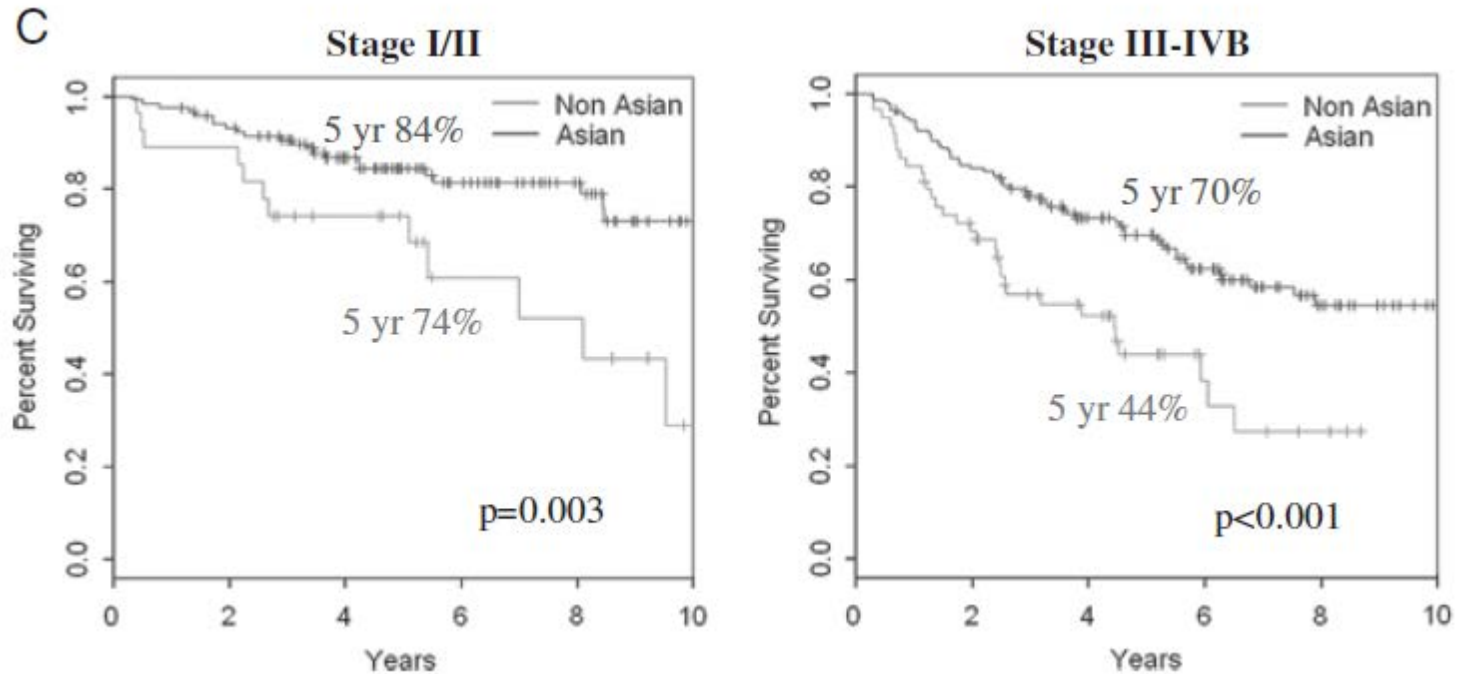 C
Stage I/II
Percent Surviving
1.0
0.8
0.6
0.4
0.2
0.0
Non Asian
Asian
5 yr 84%
5 yr 74%
p=0.003
0 2 4 6 8 10
Years
Stage III-IVB
Percent Surviving
1.0
0.8
0.6
0.4
0.2
0.0
Non Asian
Asian
5 yr 70%
5 yr 44%
p<0.001
0 2 4 6 8 10
Years